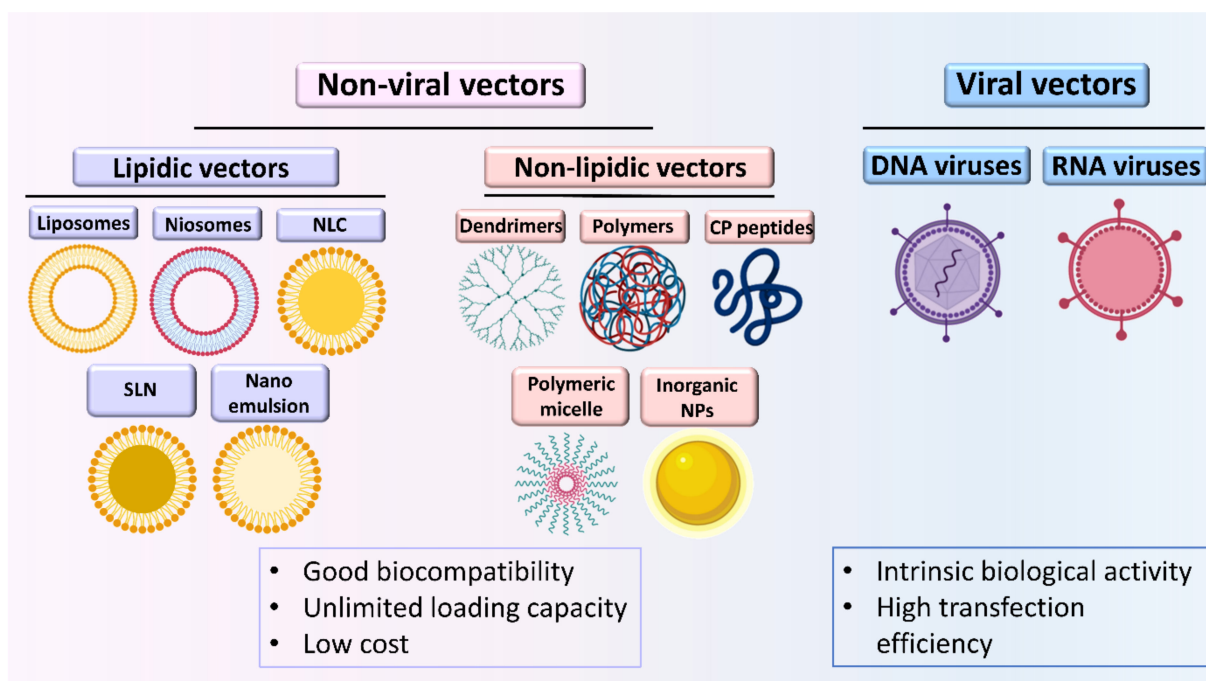 Non-viral vectors
Viral vectors
Lipidic vectors
Non-lipidic vectors
DNA viruses
RNA viruses
Liposomes
Niosomes
NLC
Dendrimers
Polymers
CP peptides
SLN
Nano
emulsion
Polymeric
micelle
Inorganic
NPs
• Good biocompatibility
• Unlimited loading capacity
• Low cost
• Intrinsic biological activity
• High transfection
efficiency